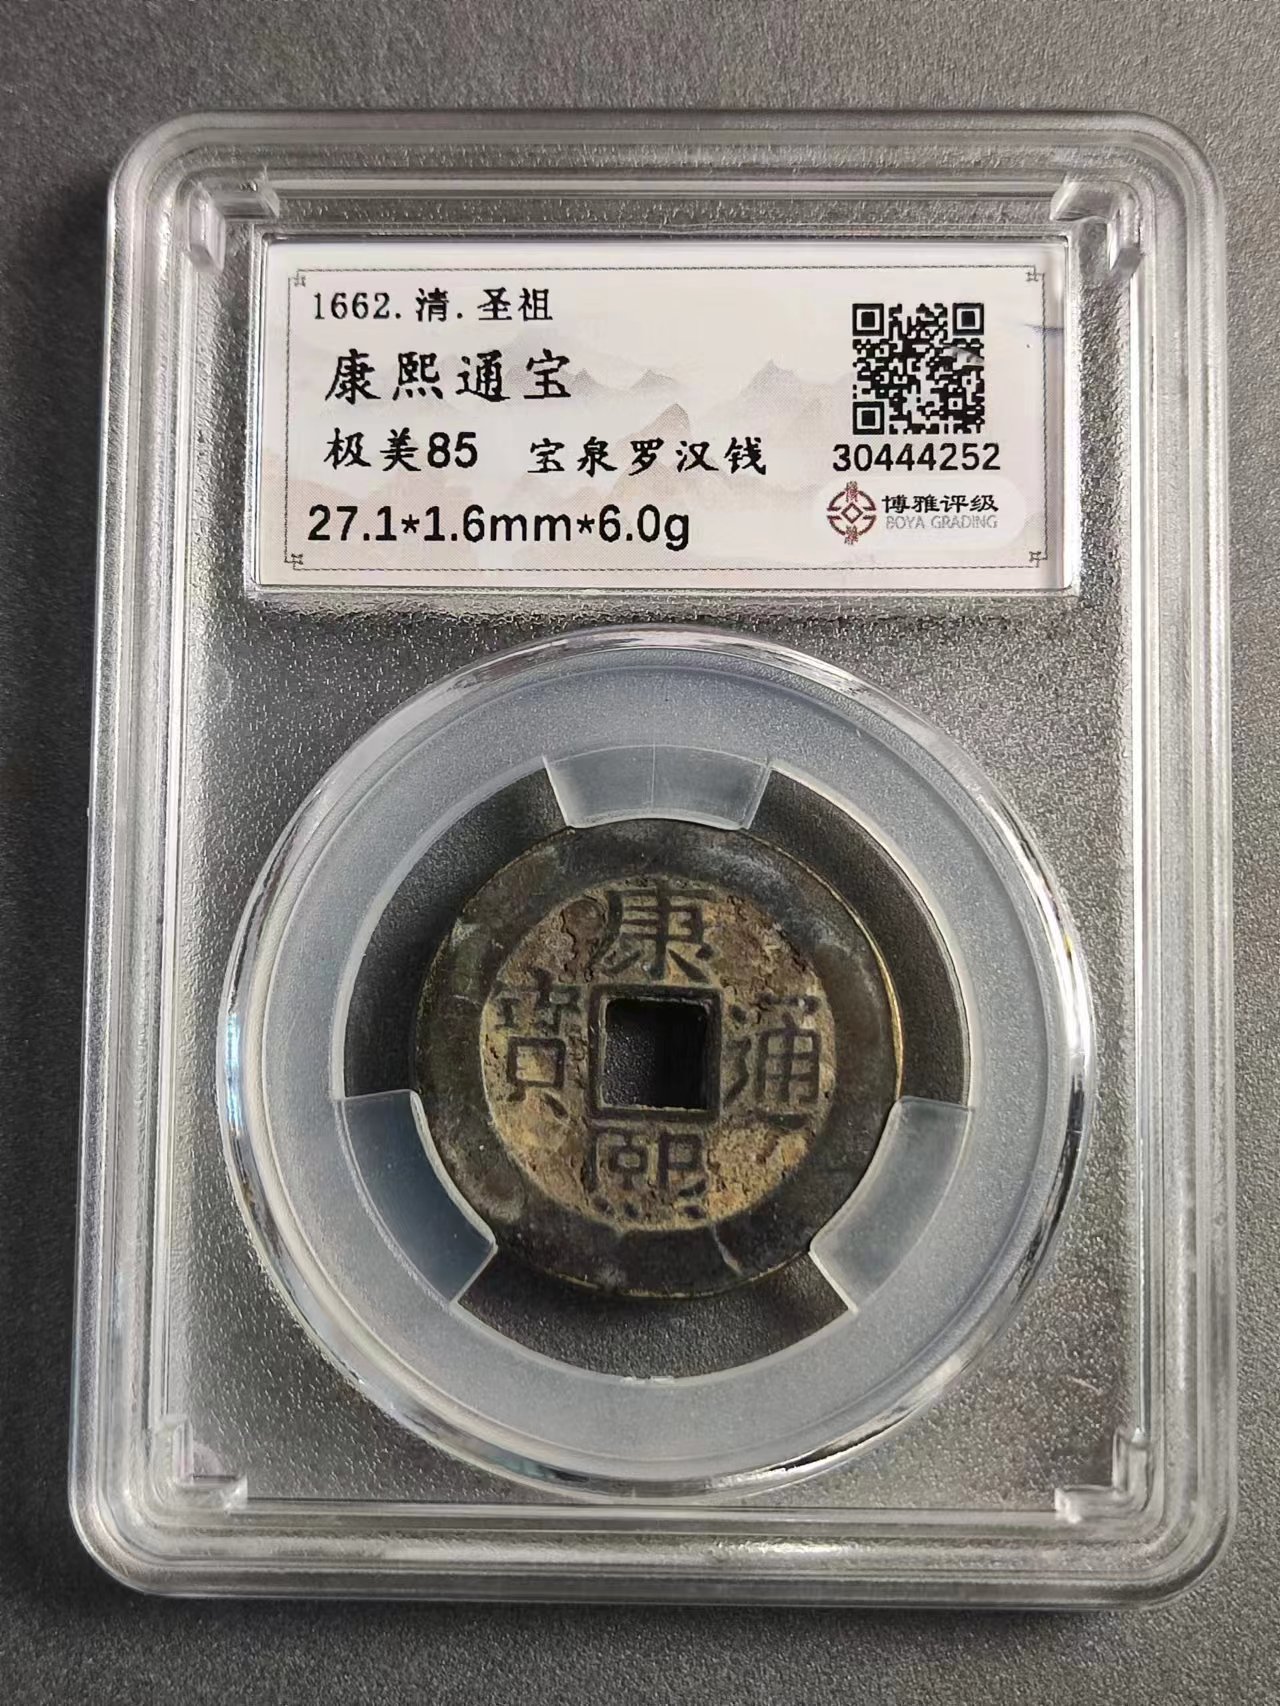 1662.清.圣祖
康熙通宝
极美85 宝泉罗汉钱
27.1*1.6mm*6.0g
30444252
博雅评级
BOYA GRADING
康
寶 通
熙